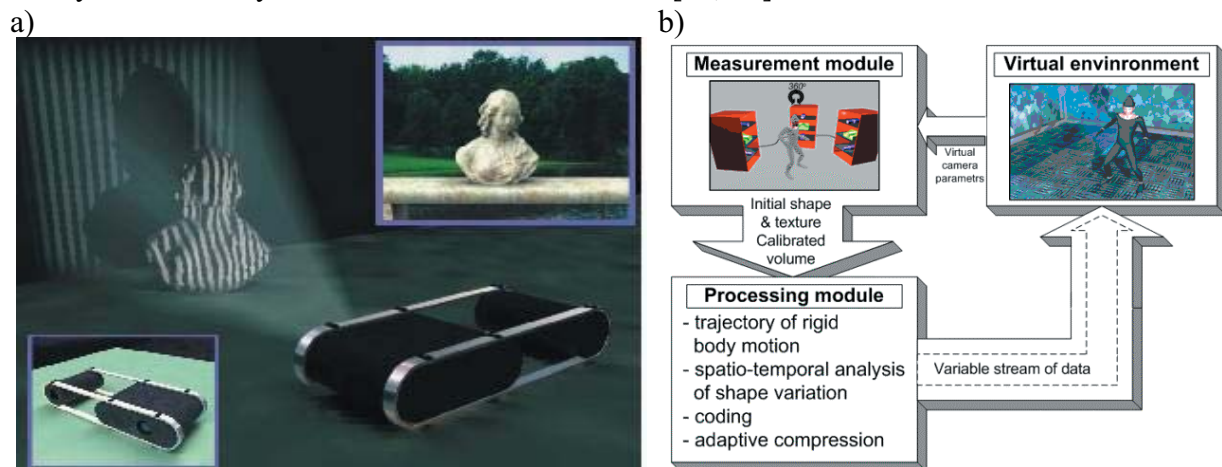 a)
b)
Measurement module
360°
Virtual envinronment
Virtual
camera
parametrs
Initial shape
& texture
Calibrated
volume
Processing module
- trajectory of rigid
body motion
- spatio-temporal analysis
of shape variation
- coding
- adaptive compression
Variable stream of data